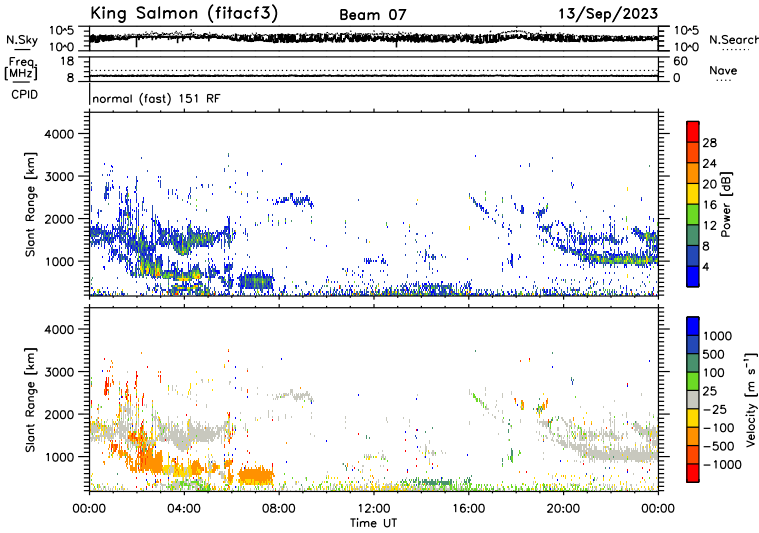 King Salmon (fitacf3) Beam 07 13/Sep/2023
N.Sky 10^5 10^0 10^5 10^0 N.Search
Freq. [MHz] 18 8 60 0 Nave
CPID normal (fast) 151 RF
Slant Range [km] 4000 3000 2000 1000
28 24 20 16 12 8 4 Power [dB]
Slant Range [km] 4000 3000 2000 1000
1000 500 100 25 −25 −100 −500 −1000 Velocity [m s⁻¹]
00:00 04:00 08:00 12:00 16:00 20:00 00:00
Time UT